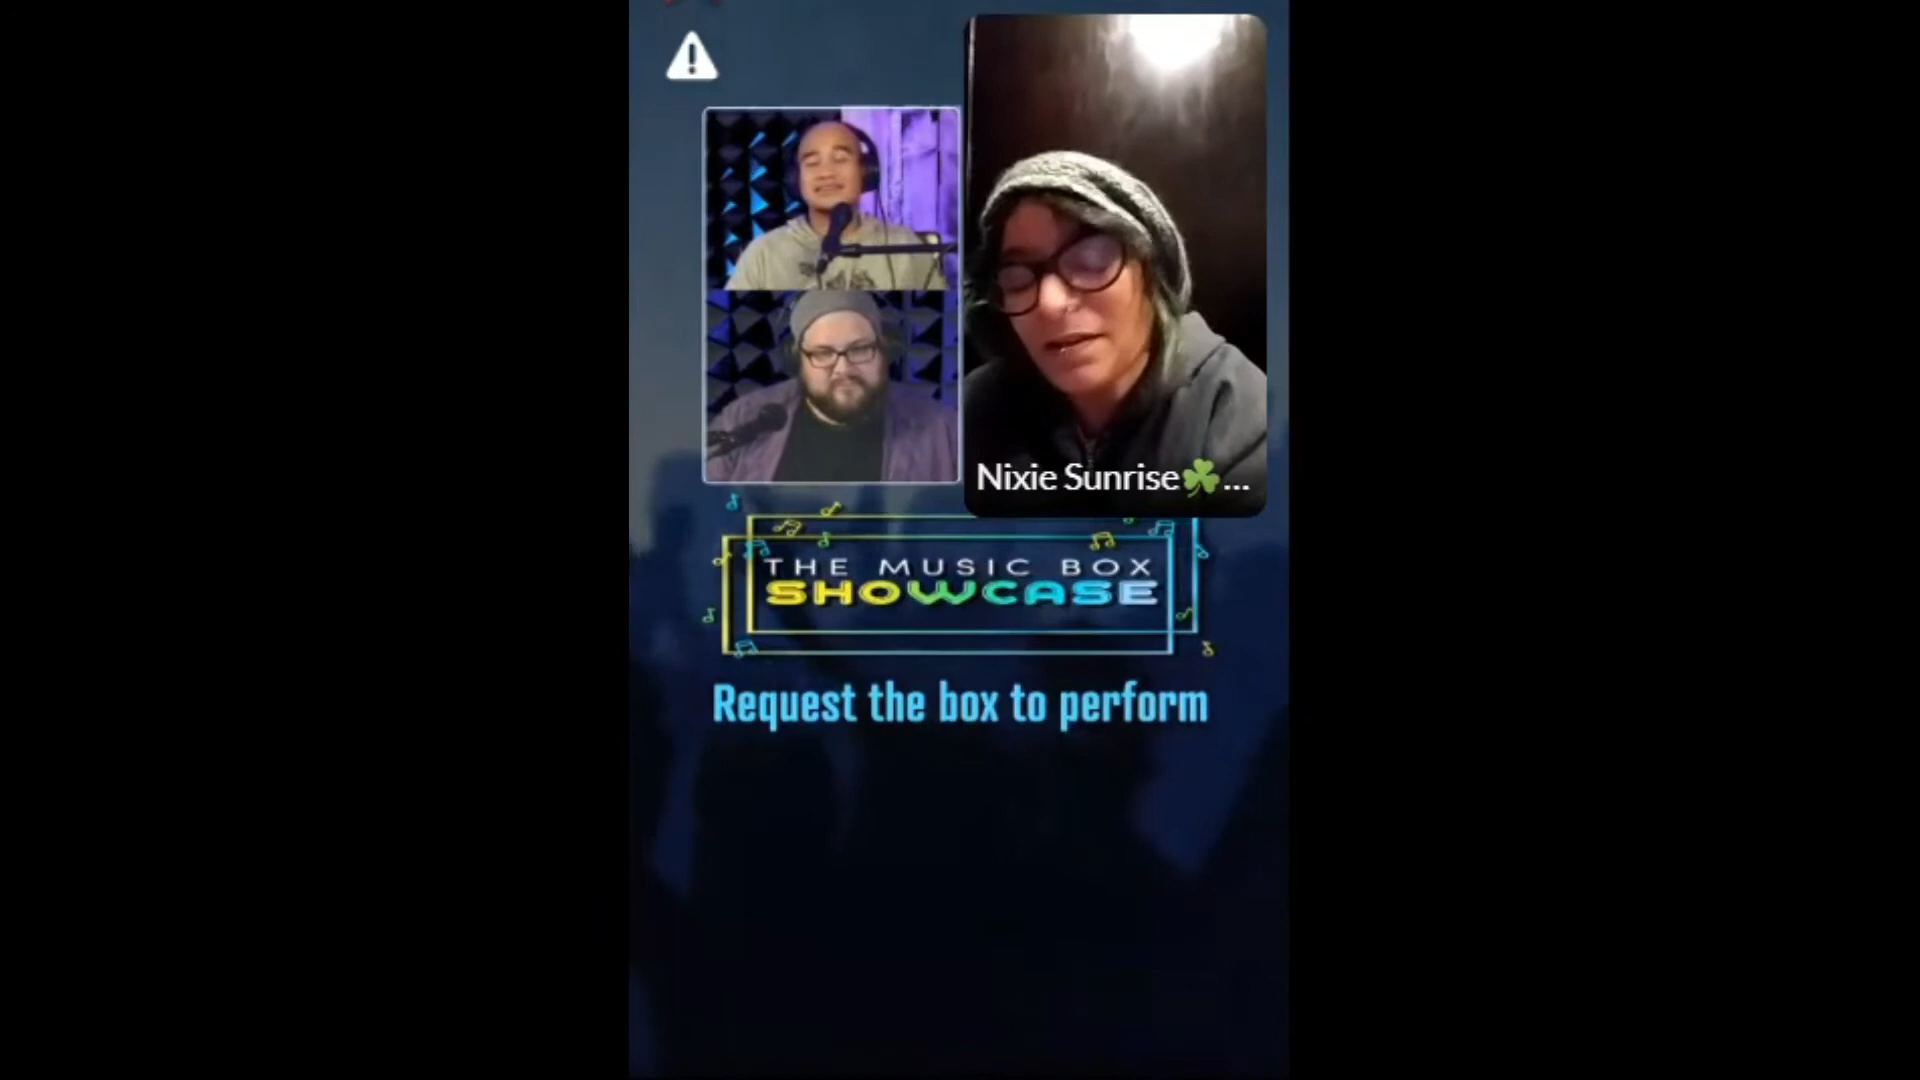 Nixie Sunrise☘️...
THE MUSIC BOX
SHOWCASE
Request the box to perform